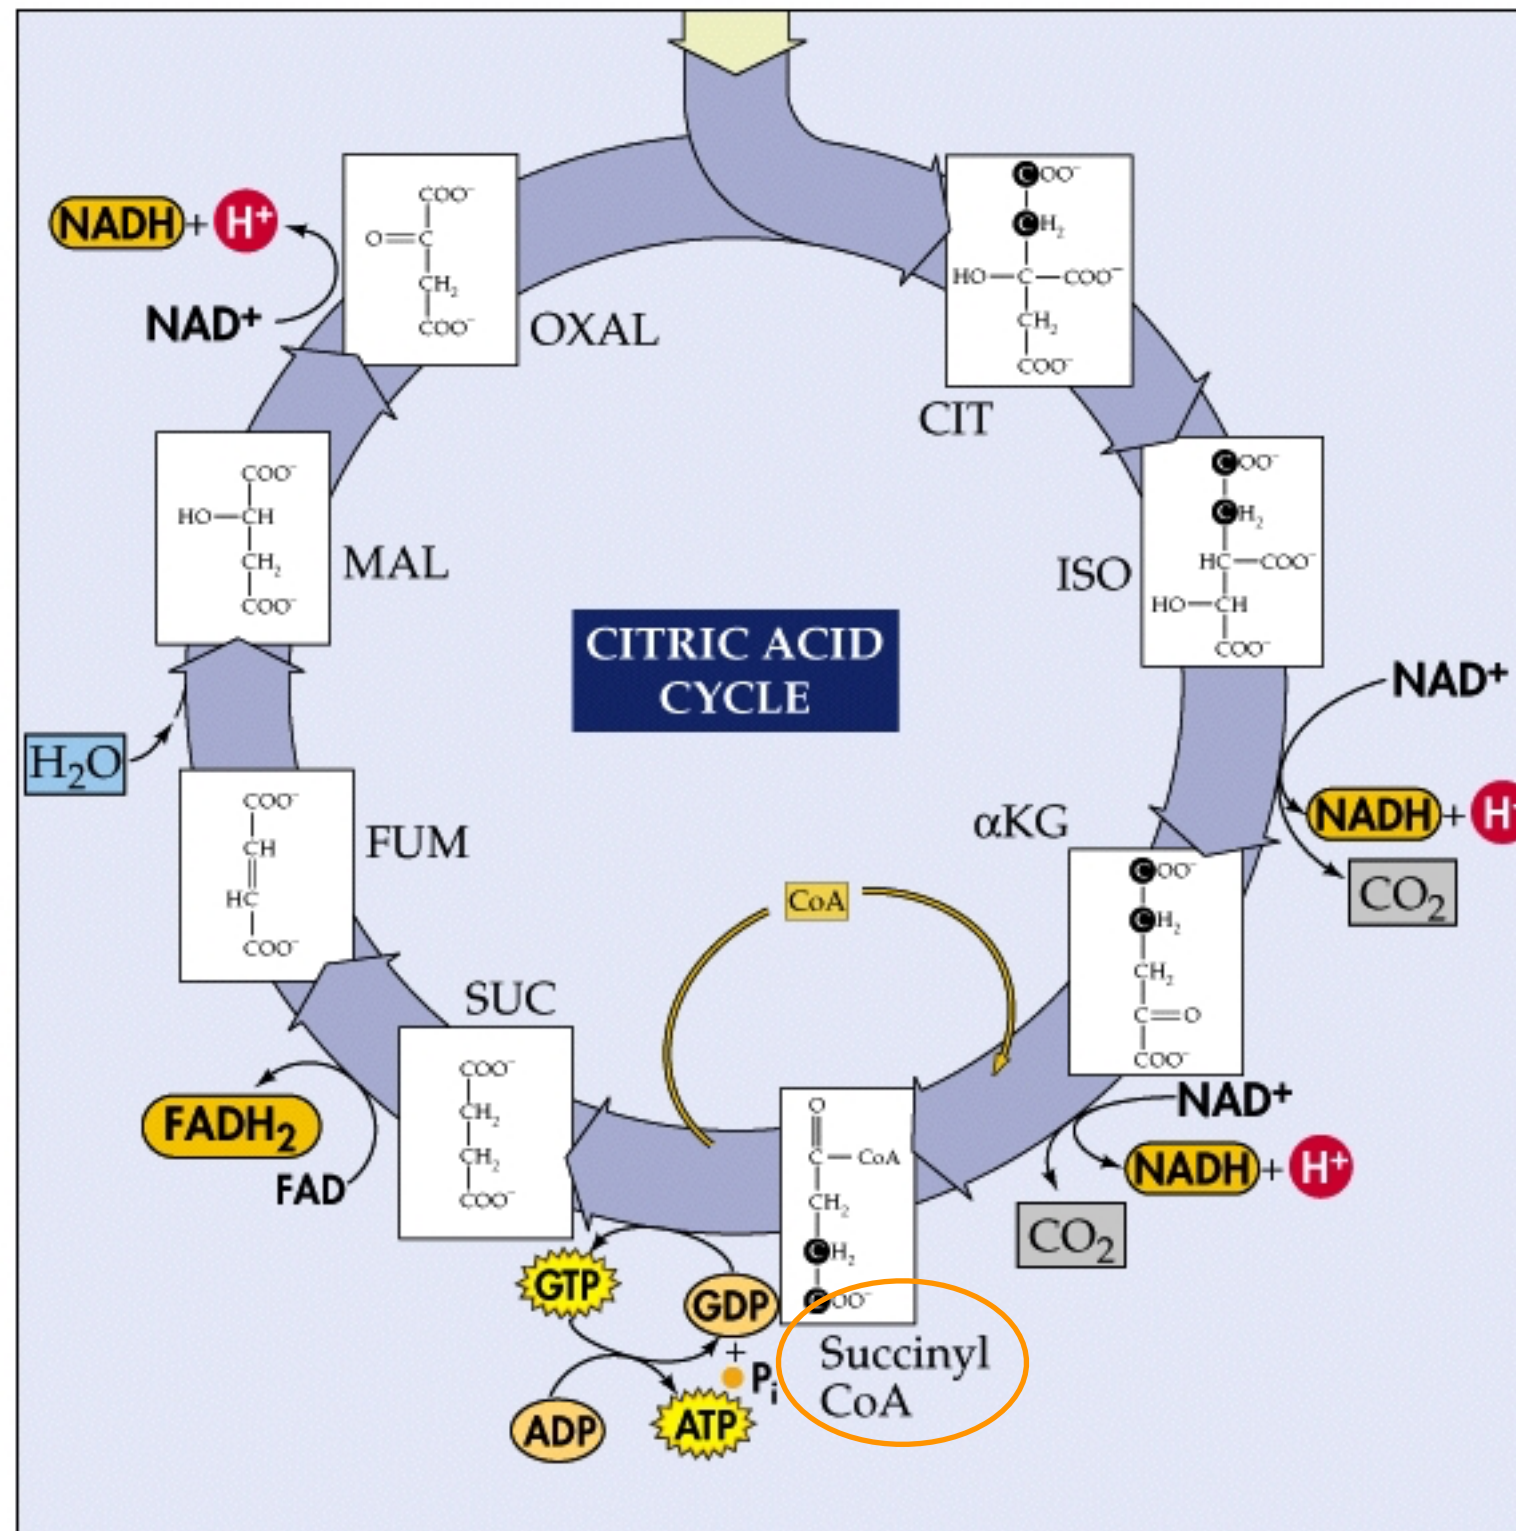 COO⁻
O=C
CH₂
COO⁻
OXAL
NADH + H⁺
NAD⁺
COO⁻
CH₂
HO—C—COO⁻
CH₂
COO⁻
CIT
COO⁻
CH₂
HC—COO⁻
HO—CH
COO⁻
ISO
NAD⁺
NADH + H⁺
CO₂
αKG
COO⁻
CH₂
CH₂
C=O
COO⁻
NAD⁺
NADH + H⁺
CO₂
CoA
O
C—CoA
CH₂
CH₂
COO⁻
Succinyl
CoA
GTP
GDP
+
Pi
ADP
ATP
SUC
COO⁻
CH₂
CH₂
COO⁻
FADH₂
FAD
FUM
COO⁻
CH
HC
COO⁻
H₂O
MAL
COO⁻
HO—CH
CH₂
COO⁻
CITRIC ACID
CYCLE